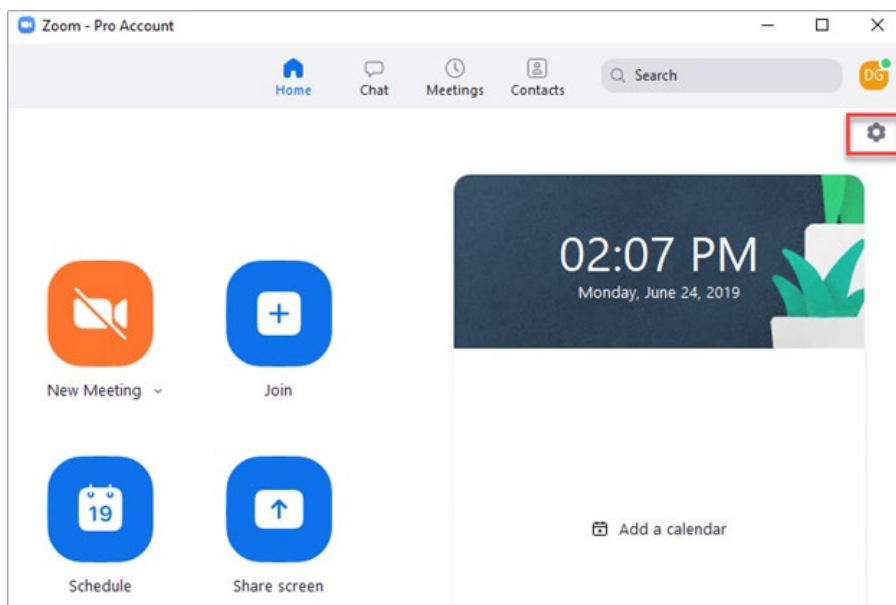 Zoom - Pro Account
Home
Chat
Meetings
Contacts
Search
DG
02:07 PM
Monday, June 24, 2019
New Meeting
Join
19
Schedule
Share screen
Add a calendar